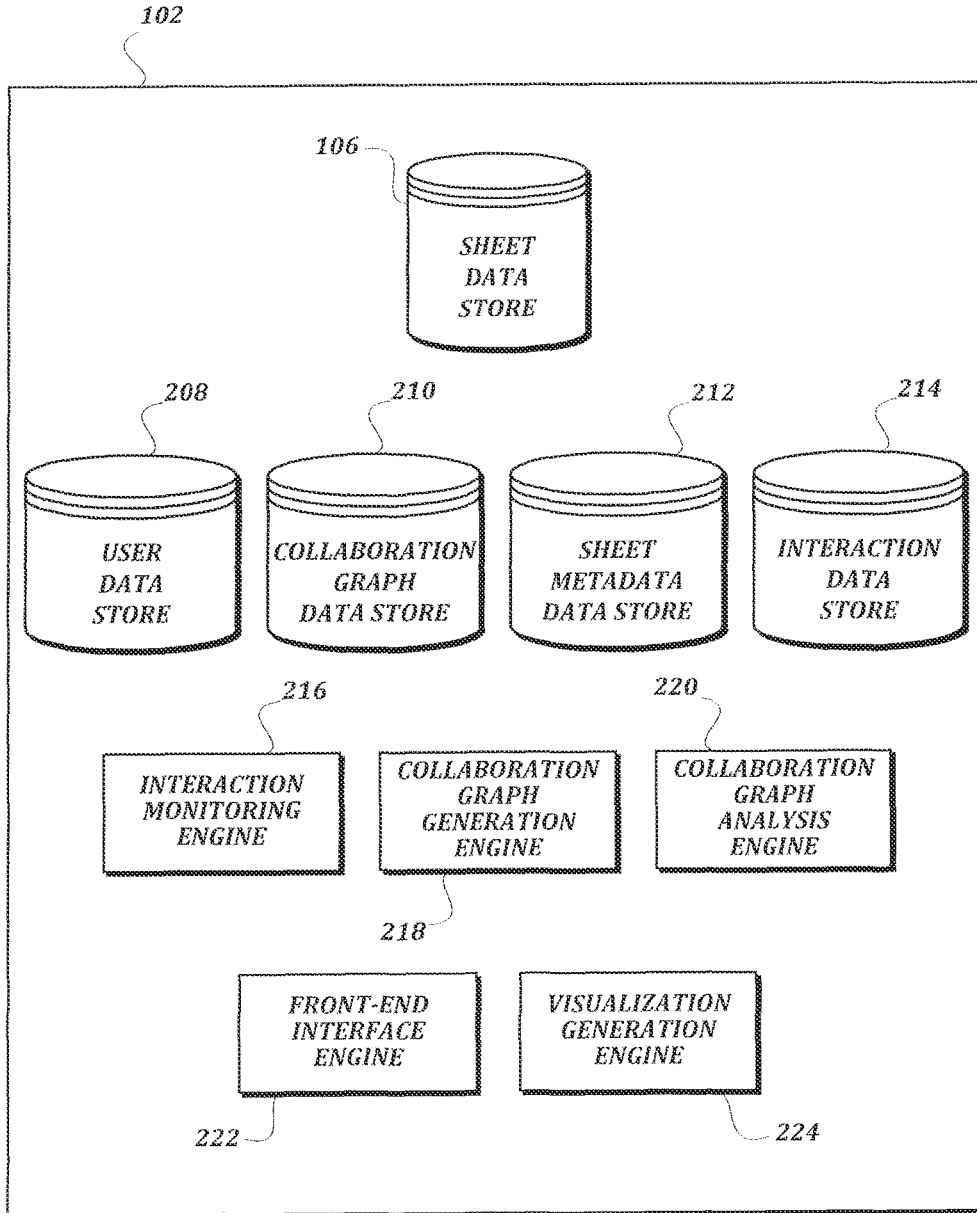 102
106
SHEET
DATA
STORE
208
210
212
214
USER
DATA
STORE
COLLABORATION
GRAPH
DATA STORE
SHEET
METADATA
DATA STORE
INTERACTION
DATA
STORE
216
220
INTERACTION
MONITORING
ENGINE
COLLABORATION
GRAPH
GENERATION
ENGINE
COLLABORATION
GRAPH
ANALYSIS
ENGINE
218
FRONT-END
INTERFACE
ENGINE
VISUALIZATION
GENERATION
ENGINE
222
224